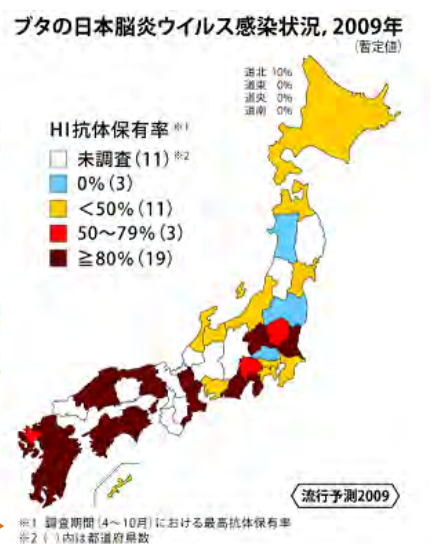 ブタの日本脳炎ウイルス感染状況, 2009年
(暫定値)
道北 10%
道東 0%
道央 0%
道南 0%
HI抗体保有率 ※1
未調査(11) ※2
0%(3)
<50%(11)
50〜79%(3)
≧80%(19)
流行予測2009
※1 調査期間(4〜10月)における最高抗体保有率
※2 ( )内は都道府県数